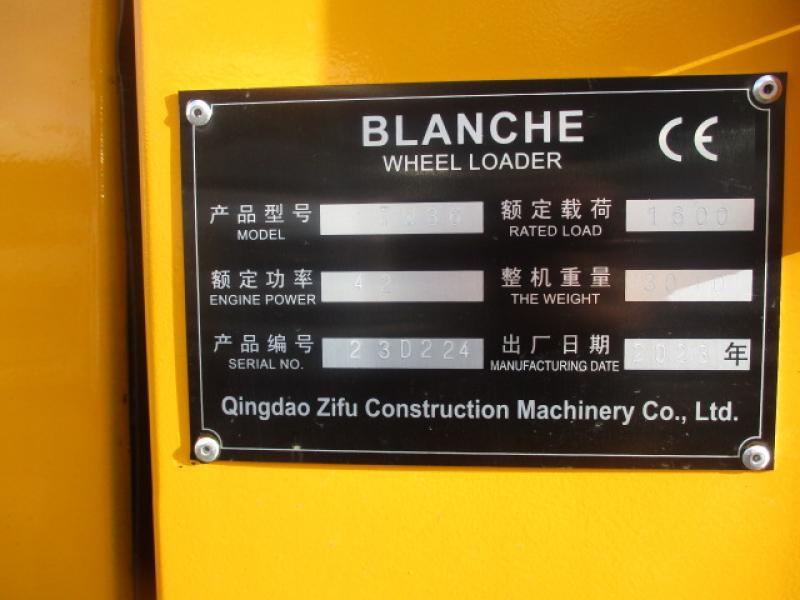 BLANCHE
CE
WHEEL LOADER
产品型号 额定载荷 1600
MODEL RATED LOAD
额定功率 42 整机重量
ENGINE POWER THE WEIGHT
产品编号 23D224 出厂日期 2023 年
SERIAL NO. MANUFACTURING DATE
Qingdao Zifu Construction Machinery Co., Ltd.